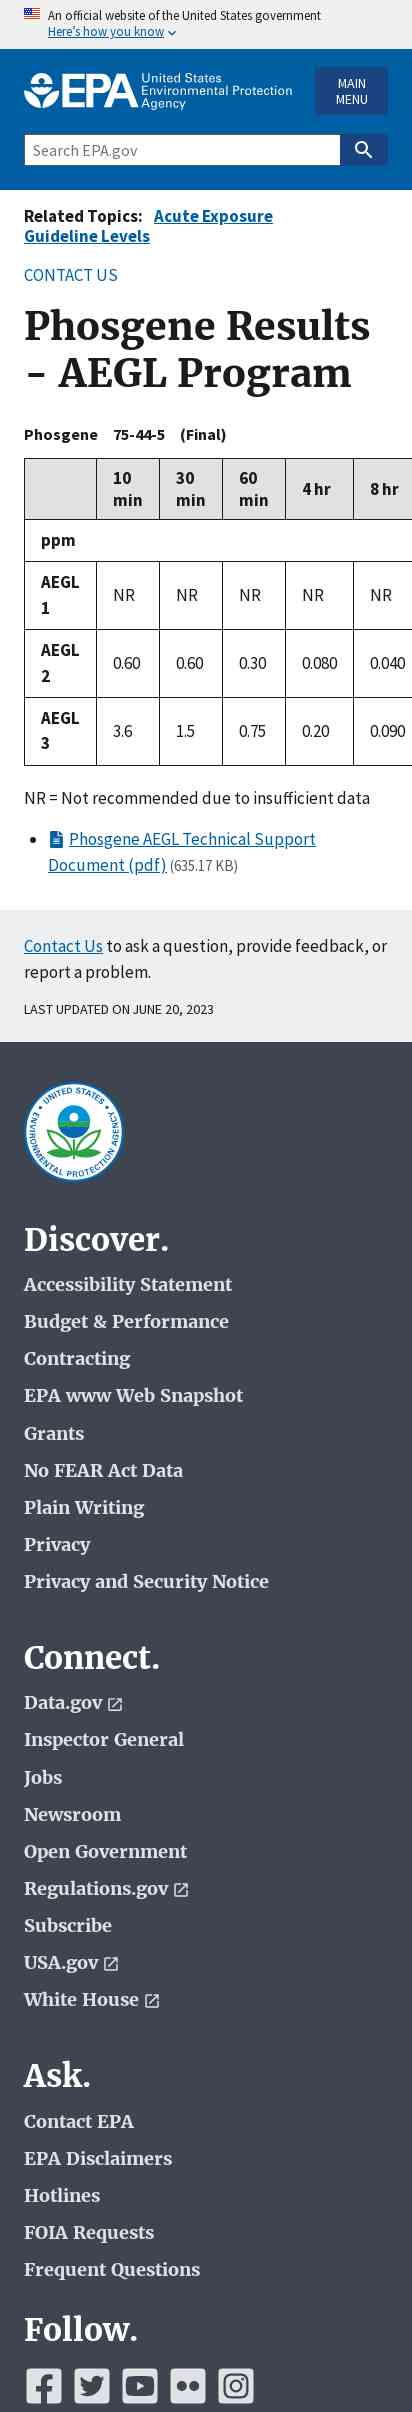 An official website of the United States government
Here's how you know
EPA United States
Environmental Protection
Agency
MAIN
MENU
Search EPA.gov
Related Topics: Acute Exposure
Guideline Levels
CONTACT US
Phosgene Results
- AEGL Program
Phosgene 75-44-5 (Final)
10 min 30 min 60 min 4 hr 8 hr
ppm
AEGL 1 NR NR NR NR NR
AEGL 2 0.60 0.60 0.30 0.080 0.040
AEGL 3 3.6 1.5 0.75 0.20 0.090
NR = Not recommended due to insufficient data
• Phosgene AEGL Technical Support
Document (pdf) (635.17 KB)
Contact Us to ask a question, provide feedback, or
report a problem.
LAST UPDATED ON JUNE 20, 2023
UNITED STATES
ENVIRONMENTAL PROTECTION AGENCY
Discover.
Accessibility Statement
Budget & Performance
Contracting
EPA www Web Snapshot
Grants
No FEAR Act Data
Plain Writing
Privacy
Privacy and Security Notice
Connect.
Data.gov
Inspector General
Jobs
Newsroom
Open Government
Regulations.gov
Subscribe
USA.gov
White House
Ask.
Contact EPA
EPA Disclaimers
Hotlines
FOIA Requests
Frequent Questions
Follow.